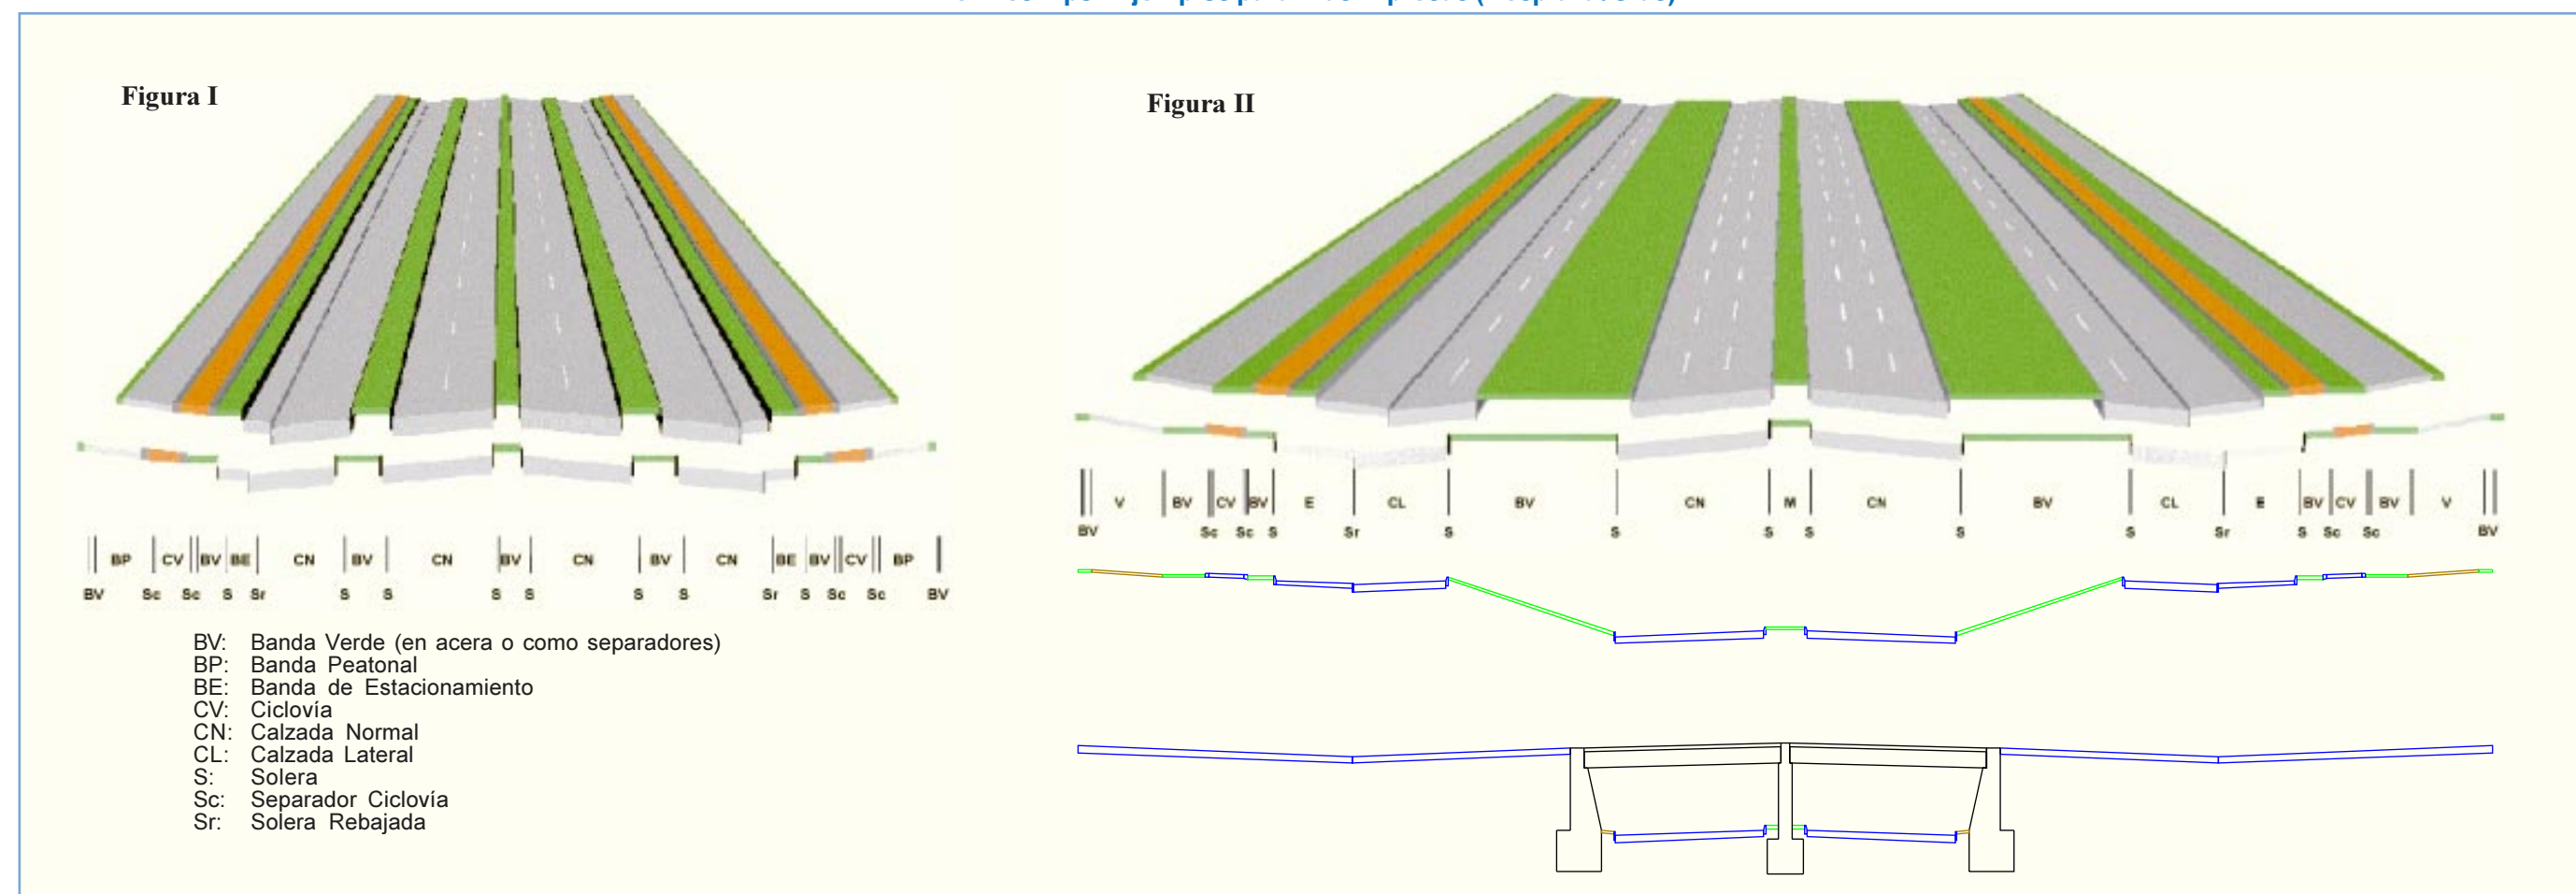 Figura I
BP CV BV BE CN BV CN BV CN BV CN BE BV CV BP
BV Sc Sc S Sr S S S S S S Sr S Sc Sc BV
BV: Banda Verde (en acera o como separadores)
BP: Banda Peatonal
BE: Banda de Estacionamiento
CV: Ciclovía
CN: Calzada Normal
CL: Calzada Lateral
S: Solera
Sc: Separador Ciclovía
Sr: Solera Rebajada
Figura II
V BV CV BV E CL BV CN M CN BV CL E BV CV BV V
BV Sc Sc S Sr S S S S S S Sr S Sc Sc BV